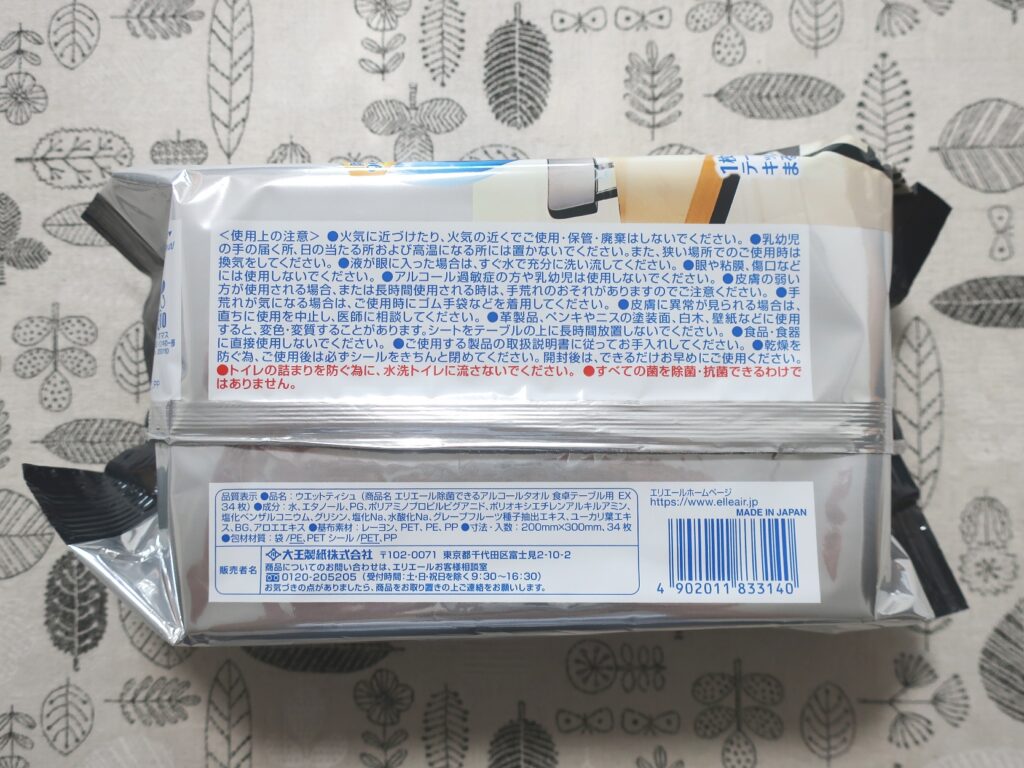 1枚
テー
キッ
まる
<使用上の注意> ●火気に近づけたり、火気の近くでご使用・保管・廃棄はしないでください。 ●乳幼児
の手の届く所、日の当たる所および高温になる所には置かないでください。また、狭い場所でのご使用時は
換気をしてください。 ●液が眼に入った場合は、すぐ水で充分に洗い流してください。 ●眼や粘膜、傷口など
には使用しないでください。 ●アルコール過敏症の方や乳幼児は使用しないでください。 ●皮膚の弱い
方が使用される場合、または長時間使用される時は、手荒れのおそれがありますのでご注意ください。 ●手
荒れが気になる場合は、ご使用時にゴム手袋などを着用してください。 ●皮膚に異常が見られる場合は、
直ちに使用を中止し、医師に相談してください。 ●革製品、ペンキやニスの塗装面、白木、壁紙などに使用
すると、変色・変質することがあります。シートをテーブルの上に長時間放置しないでください。 ●食品・食器
に直接使用しないでください。 ●ご使用する製品の取扱説明書に従ってお手入れしてください。 ●乾燥を
防ぐ為、ご使用後は必ずシールをきちんと閉めてください。開封後は、できるだけお早めにご使用ください。
●トイレの詰まりを防ぐ為に、水洗トイレに流さないでください。 ●すべての菌を除菌・抗菌できるわけで
はありません。
品質表示 ●品名:ウエットティシュ (商品名 エリエール除菌できるアルコールタオル 食卓テーブル用 EX
34枚) ●成分:水、エタノール、PG、ポリアミノプロピルビグアニド、ポリオキシエチレンアルキルアミン、
塩化ベンザルコニウム、グリシン、塩化Na、水酸化Na、グレープフルーツ種子抽出エキス、ユーカリ葉エキ
ス、BG、アロエエキス ●基布素材:レーヨン、PET、PE、PP ●寸法・入数:200mm×300mm、34枚
●包材材質:袋/PE、PET シール/PET、PP
販売者名
大王製紙株式会社 〒102-0071 東京都千代田区富士見2-10-2
商品についてのお問い合わせは、エリエールお客様相談室
0120-205205 (受付時間:土・日・祝日を除く9:30~16:30)
お気づきの点がありましたら、商品をお取り置きの上ご連絡をお願いします。
エリエールホームページ
https://www.elleair.jp
MADE IN JAPAN
4 902011 833140